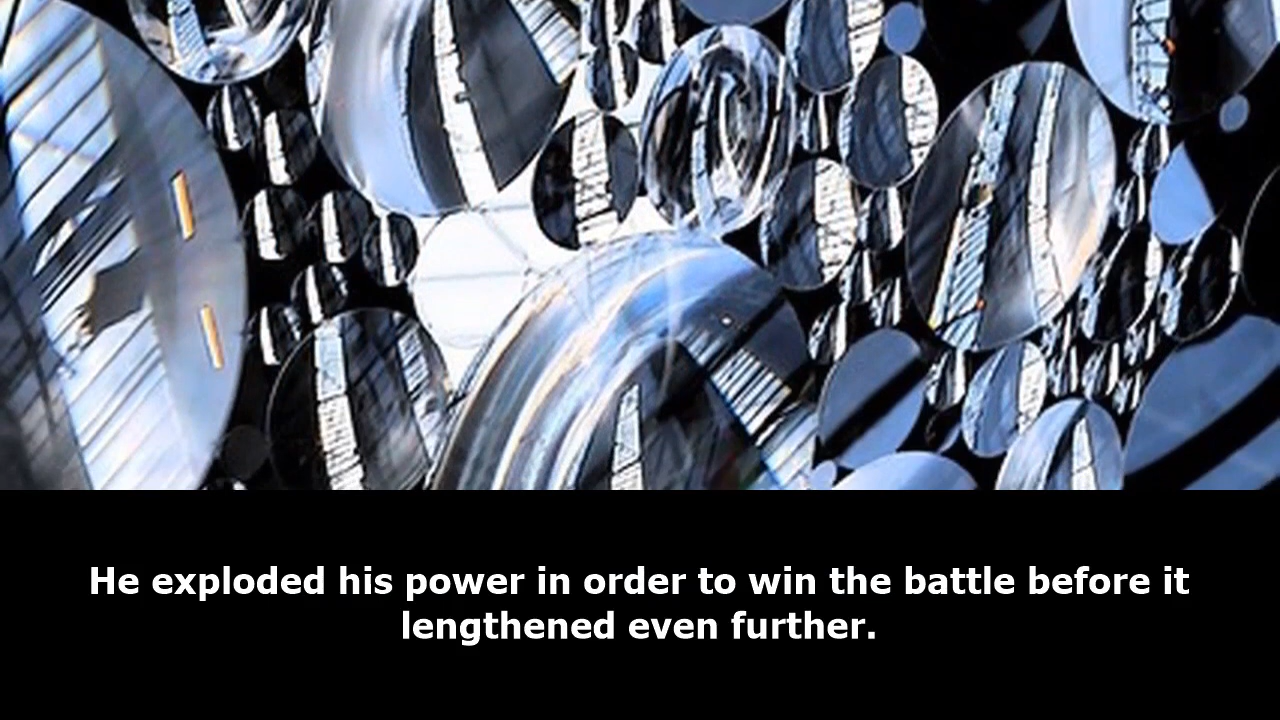 He exploded his power in order to win the battle before it
lengthened even further.